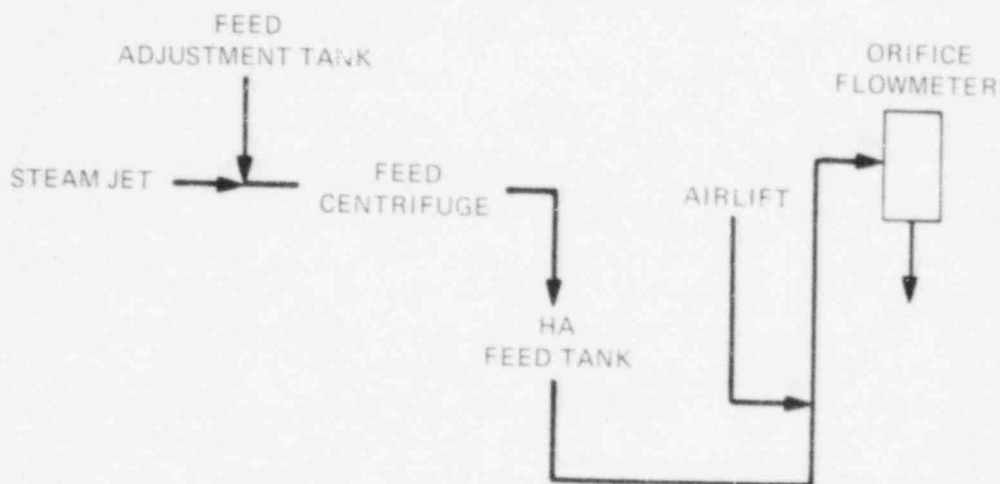 FEED
ADJUSTMENT TANK
ORIFICE
FLOWMETER
STEAM JET
FEED
CENTRIFUGE
AIRLIFT
HA
FEED TANK